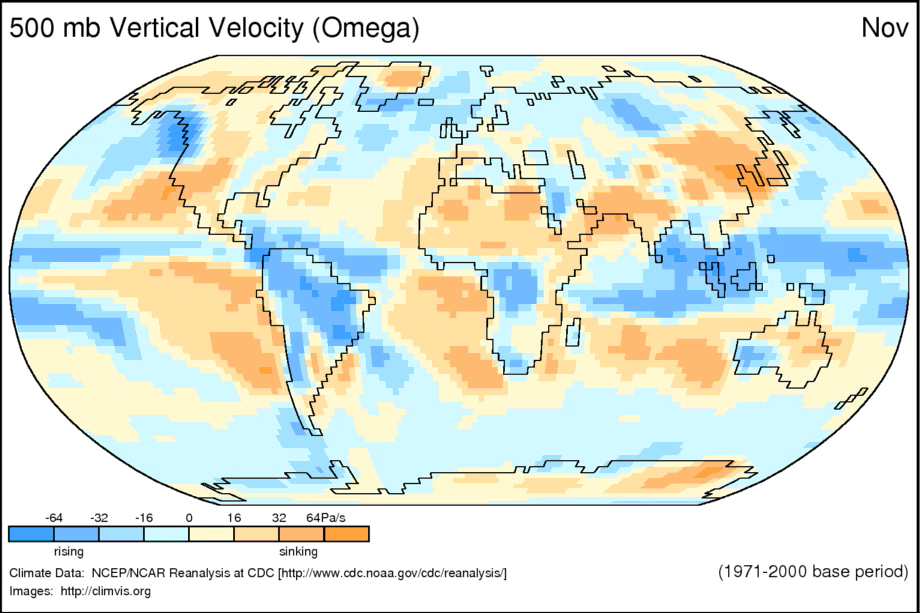 500 mb Vertical Velocity (Omega) Nov
-64 -32 -16 0 16 32 64Pa/s
rising sinking
Climate Data: NCEP/NCAR Reanalysis at CDC [http://www.cdc.noaa.gov/cdc/reanalysis/] (1971-2000 base period)
Images: http://climvis.org